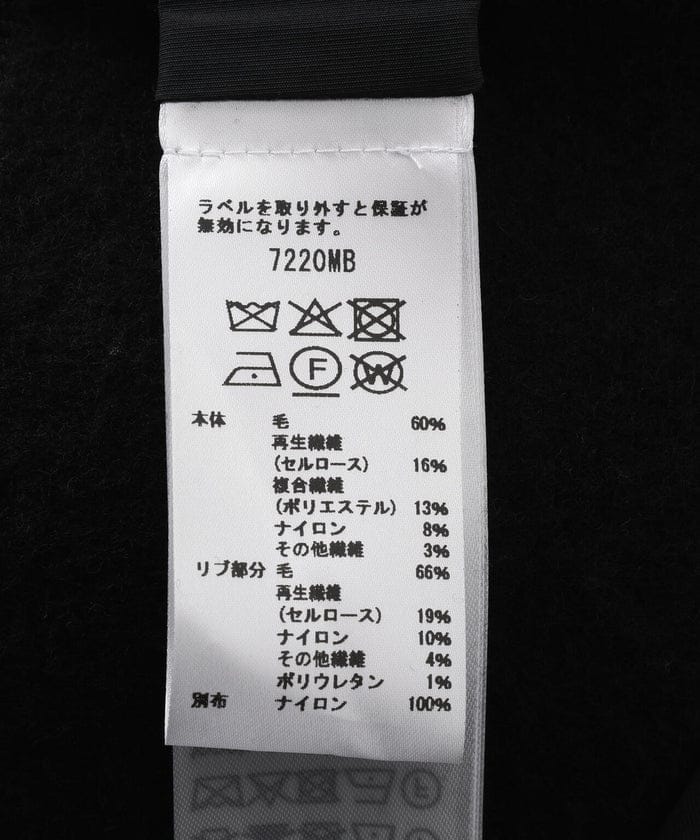 ラベルを取り外すと保証が
無効になります。
7220MB
F
W
本体 毛 60%
再生繊維
(セルロース) 16%
複合繊維
(ポリエステル) 13%
ナイロン 8%
その他繊維 3%
リブ部分 毛 66%
再生繊維
(セルロース) 19%
ナイロン 10%
その他繊維 4%
ポリウレタン 1%
別布 ナイロン 100%